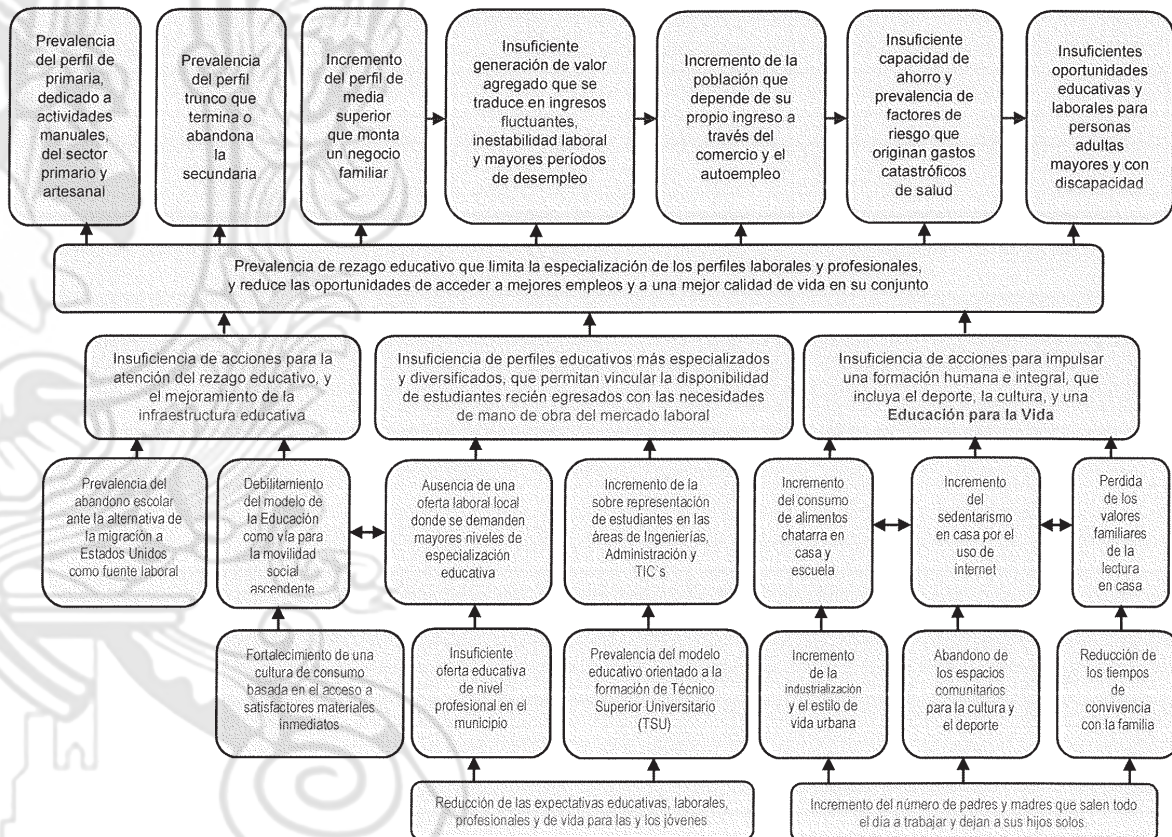 Prevalencia
del perfil de
primaria,
dedicado a
actividades
manuales,
del sector
primario y
artesanal
Prevalencia
del perfil
trunco que
termina o
abandona
la
secundaria
Incremento
del perfil de
media
superior
que monta
un negocio
familiar
Insuficiente
generación de valor
agregado que se
traduce en ingresos
fluctuantes,
inestabilidad laboral
y mayores períodos
de desempleo
Incremento de la
población que
depende de su
propio ingreso a
través del
comercio y el
autoempleo
Insuficiente
capacidad de
ahorro y
prevalencia de
factores de
riesgo que
originan gastos
catastróficos
de salud
Insuficientes
oportunidades
educativas y
laborales para
personas
adultas
mayores y con
discapacidad
Prevalencia de rezago educativo que limita la especialización de los perfiles laborales y profesionales,
y reduce las oportunidades de acceder a mejores empleos y a una mejor calidad de vida en su conjunto
Insuficiencia de acciones para la
atención del rezago educativo, y
el mejoramiento de la
infraestructura educativa
Insuficiencia de perfiles educativos más especializados
y diversificados, que permitan vincular la disponibilidad
de estudiantes recién egresados con las necesidades
de mano de obra del mercado laboral
Insuficiencia de acciones para impulsar
una formación humana e integral, que
incluya el deporte, la cultura, y una
Educación para la Vida
Prevalencia del
abandono escolar
ante la alternativa de
la migración a
Estados Unidos
como fuente laboral
Debilitamiento
del modelo de
la Educación
como vía para
la movilidad
social
ascendente
Ausencia de una
oferta laboral local
donde se demanden
mayores niveles de
especialización
educativa
Incremento de la
sobre representación
de estudiantes en las
áreas de Ingenierías,
Administración y
TIC`s
Incremento
del consumo
de alimentos
chatarra en
casa y
escuela
Incremento
del
sedentarismo
en casa por el
uso de
internet
Perdida
de los
valores
familiares
de la
lectura
en casa
Fortalecimiento de una
cultura de consumo
basada en el acceso a
satisfactores materiales
inmediatos
Insuficiente
oferta educativa
de nivel
profesional en el
municipio
Prevalencia del modelo
educativo orientado a la
formación de Técnico
Superior Universitario
(TSU)
Incremento
de la
industrialización
y el estilo de
vida urbana
Abandono de
los espacios
comunitarios
para la cultura y
el deporte
Reducción de
los tiempos
de
convivencia
con la familia
Reducción de las expectativas educativas, laborales,
profesionales y de vida para las y los jóvenes
Incremento del número de padres y madres que salen todo
el día a trabajar y dejan a sus hijos solos